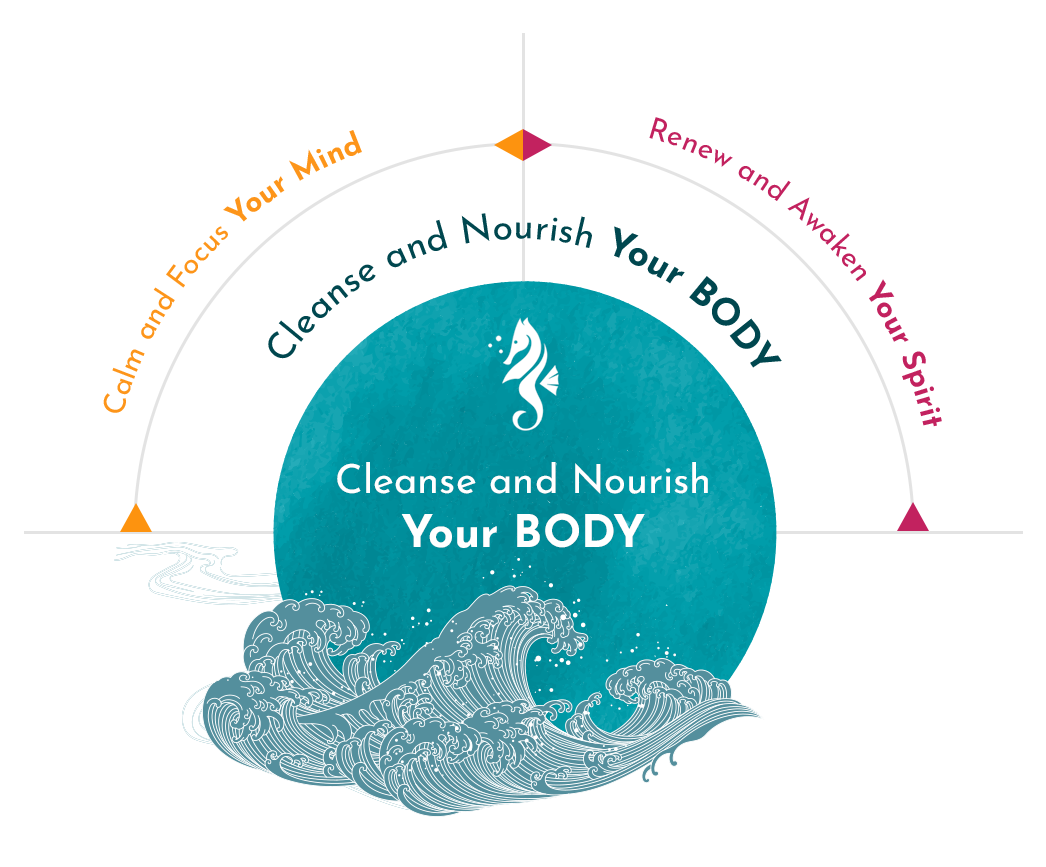 Calm and Focus Your Mind
Renew and Awaken Your Spirit
Cleanse and Nourish Your BODY
Cleanse and Nourish
Your BODY